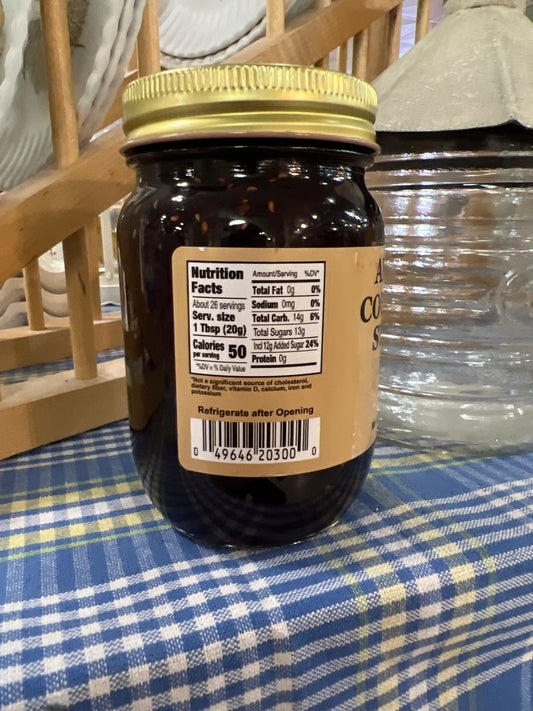 Nutrition Facts
About 26 servings
Serv. size
1 Tbsp (20g)
Calories 50
per serving
*%DV = % Daily Value
Amount/Serving %DV*
Total Fat 0g 0%
Sodium 0mg 0%
Total Carb. 14g 6%
Total Sugars 13g
Incl 12g Added Sugar 24%
Protein 0g
*Not a significant source of cholesterol,
dietary fiber, vitamin D, calcium, iron and
potassium
Refrigerate after Opening
0 49646 20300 0